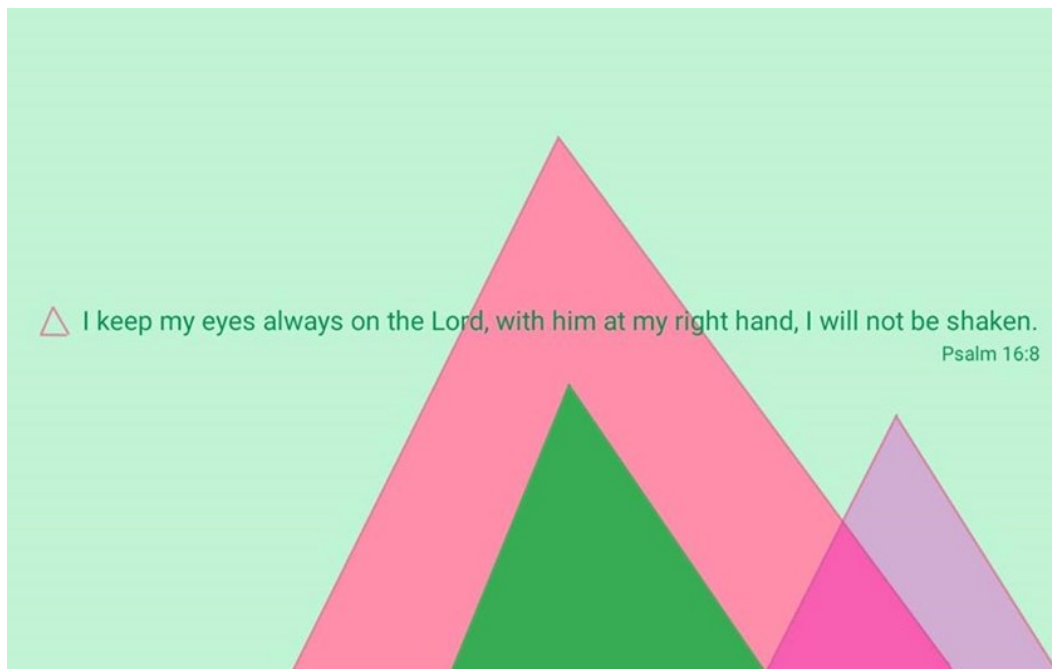 I keep my eyes always on the Lord, with him at my right hand, I will not be shaken.
Psalm 16:8